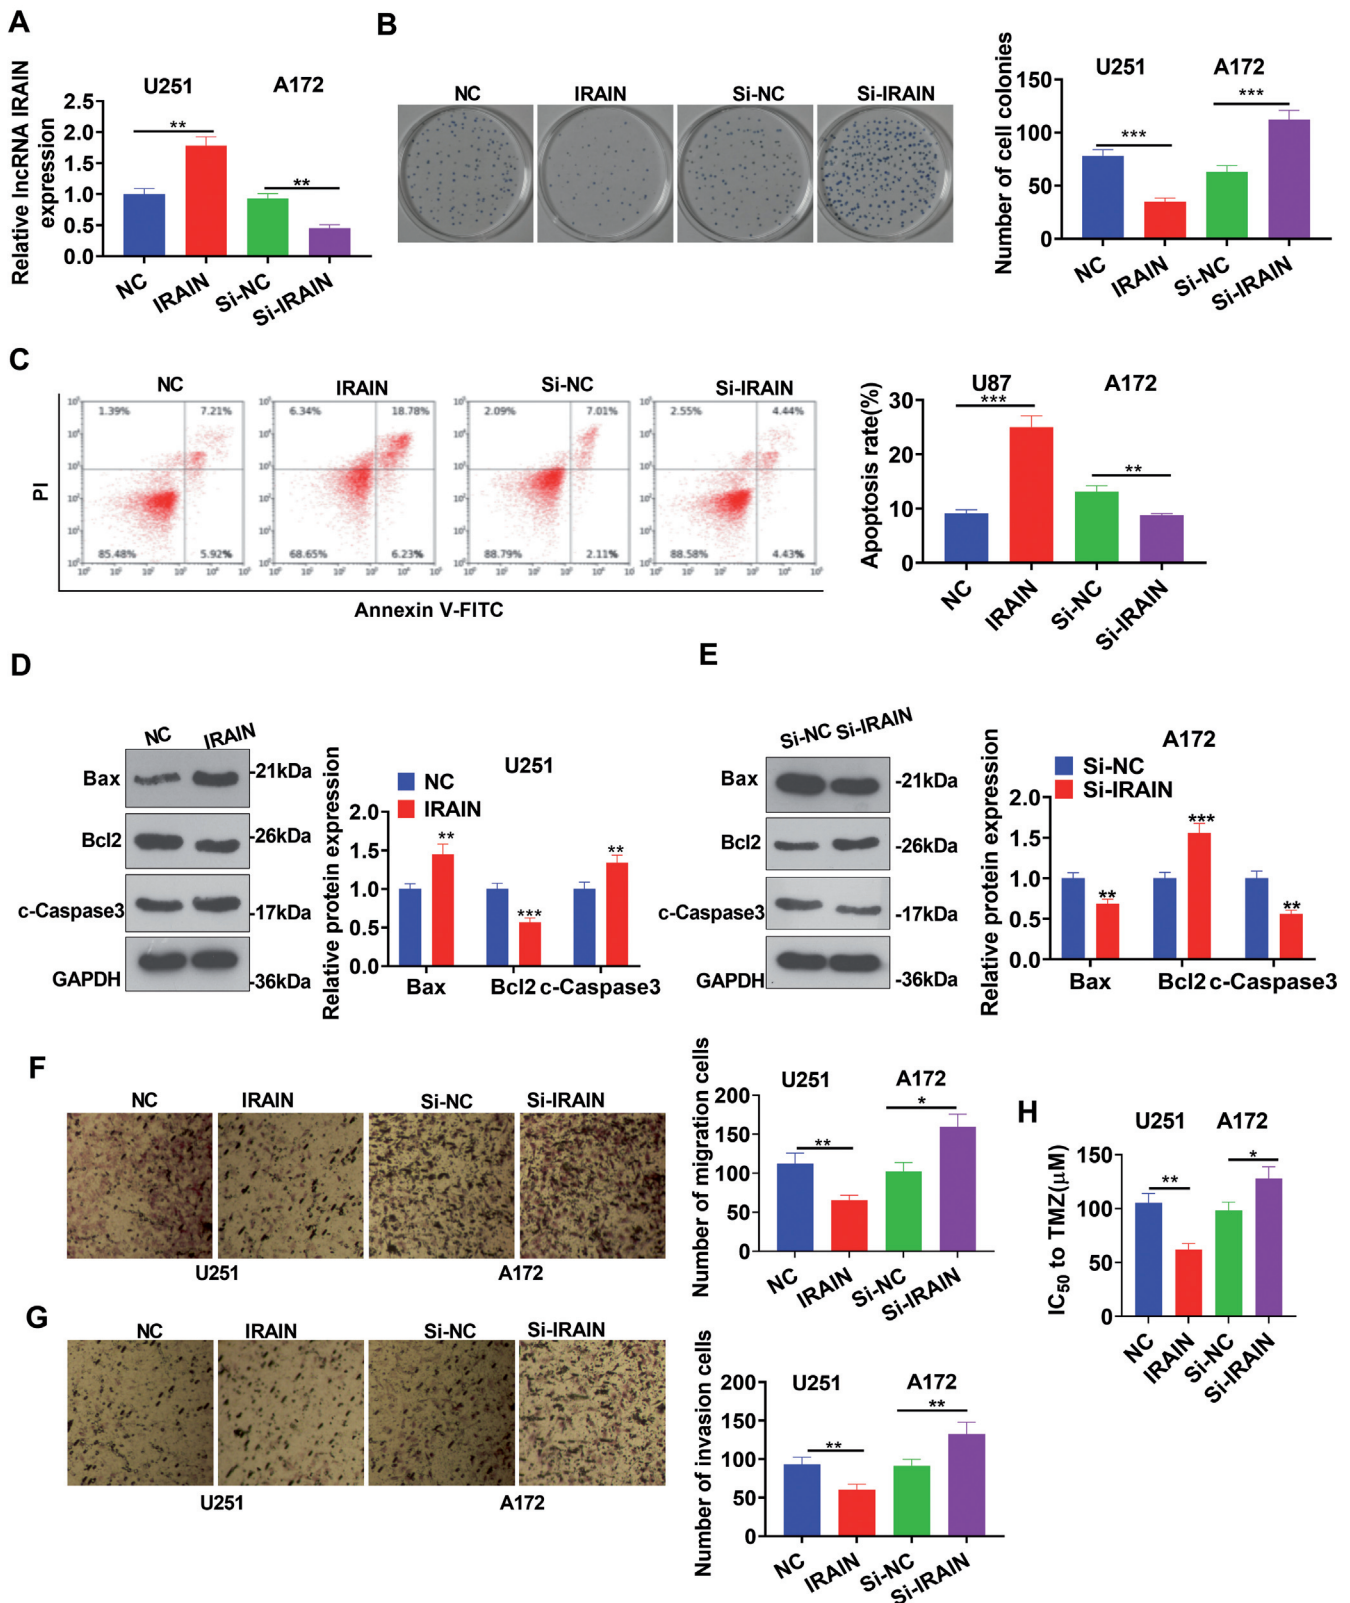 A
Relative lncRNA IRAIN
expression
U251 A172
2.5
2.0
1.5
1.0
0.5
0.0
** **
NC IRAIN Si-NC Si-IRAIN
B
NC IRAIN Si-NC Si-IRAIN
Number of cell colonies
U251 A172
150
100
50
0
*** ***
NC IRAIN Si-NC Si-IRAIN
C
NC IRAIN Si-NC Si-IRAIN
PI
1.39% 7.21%
85.48% 5.92%
6.34% 18.78%
68.65% 6.23%
2.09% 7.01%
88.79% 2.11%
2.55% 4.44%
88.58% 4.43%
Annexin V-FITC
Apoptosis rate(%)
U87 A172
30
20
10
0
*** **
NC IRAIN Si-NC Si-IRAIN
D
NC IRAIN
Bax -21kDa
Bcl2 -26kDa
c-Caspase3 -17kDa
GAPDH -36kDa
Relative protein expression
NC
IRAIN
U251
2.0
1.5
1.0
0.5
0.0
** *** **
Bax Bcl2 c-Caspase3
E
Si-NC Si-IRAIN
Bax -21kDa
Bcl2 -26kDa
c-Caspase3 -17kDa
GAPDH -36kDa
Relative protein expression
A172
Si-NC
Si-IRAIN
2.0
1.5
1.0
0.5
0.0
** *** **
Bax Bcl2 c-Caspase3
F
NC IRAIN Si-NC Si-IRAIN
U251 A172
Number of migration cells
U251 A172
200
150
100
50
0
** *
NC IRAIN Si-NC Si-IRAIN
G
NC IRAIN Si-NC Si-IRAIN
U251 A172
Number of invasion cells
U251 A172
200
150
100
50
0
** **
NC IRAIN Si-NC Si-IRAIN
H
IC50 to TMZ(μM)
U251 A172
150
100
50
0
** *
NC IRAIN Si-NC Si-IRAIN